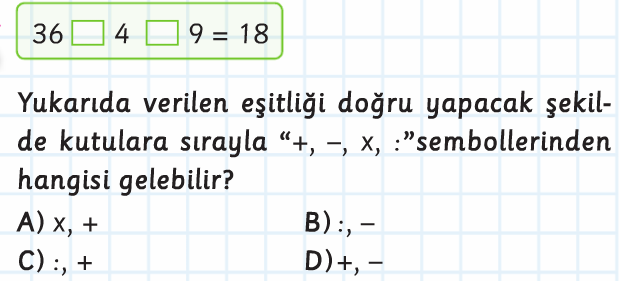 36 □ 4 □ 9 = 18
Yukarıda verilen eşitliği doğru yapacak şekil-
de kutulara sırayla “+, –, x, :”sembollerinden
hangisi gelebilir?
A) x, + B) :, –
C) :, + D)+, –